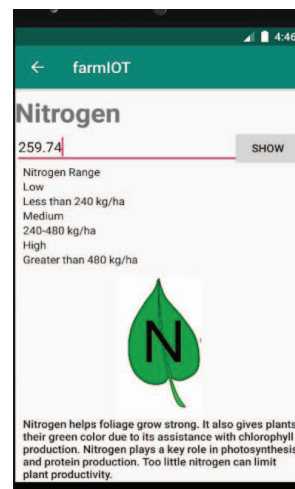 4:46
farmIOT
Nitrogen
259.74
SHOW
Nitrogen Range
Low
Less than 240 kg/ha
Medium
240-480 kg/ha
High
Greater than 480 kg/ha
N
Nitrogen helps foliage grow strong. It also gives plants
their green color due to its assistance with chlorophyll
production. Nitrogen plays a key role in photosynthesis
and protein production. Too little nitrogen can limit
plant productivity.